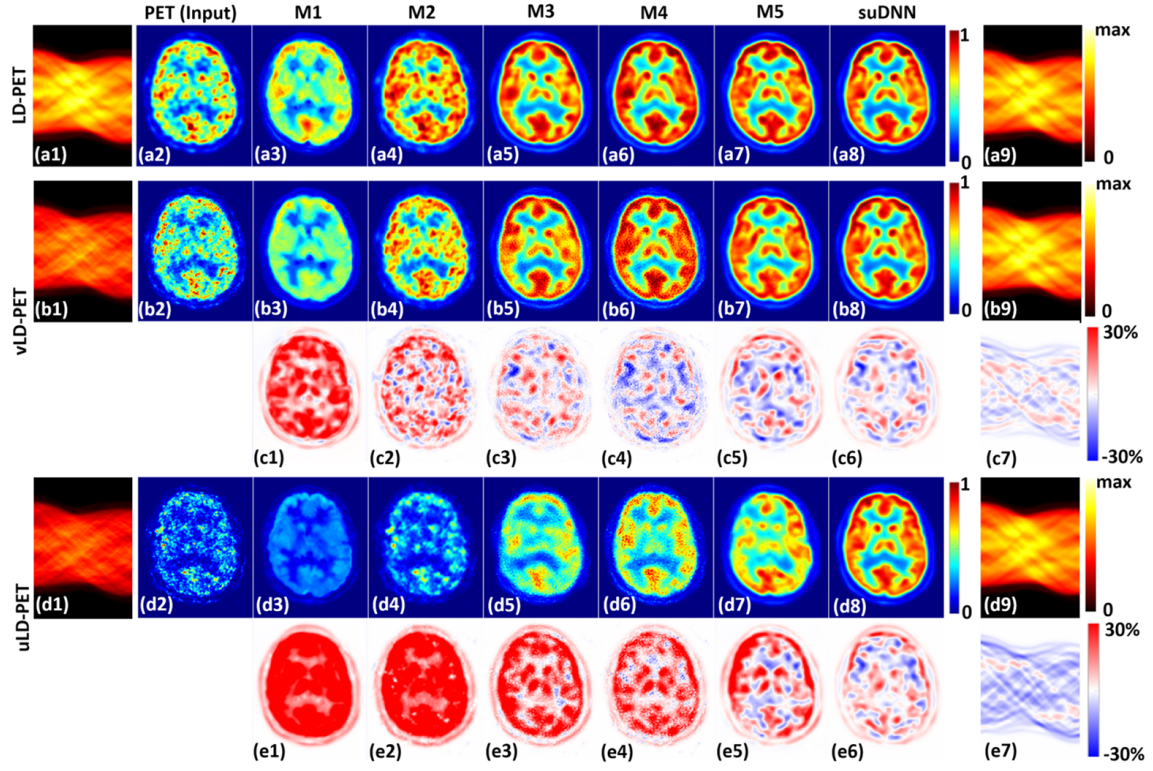 PET (Input) M1 M2 M3 M4 M5 suDNN
LD-PET
(a1) (a2) (a3) (a4) (a5) (a6) (a7) (a8) 1 0 (a9) max 0
vLD-PET
(b1) (b2) (b3) (b4) (b5) (b6) (b7) (b8) 1 0 (b9) max 0
(c1) (c2) (c3) (c4) (c5) (c6) (c7) 30% -30%
uLD-PET
(d1) (d2) (d3) (d4) (d5) (d6) (d7) (d8) 1 0 (d9) max 0
(e1) (e2) (e3) (e4) (e5) (e6) (e7) 30% -30%